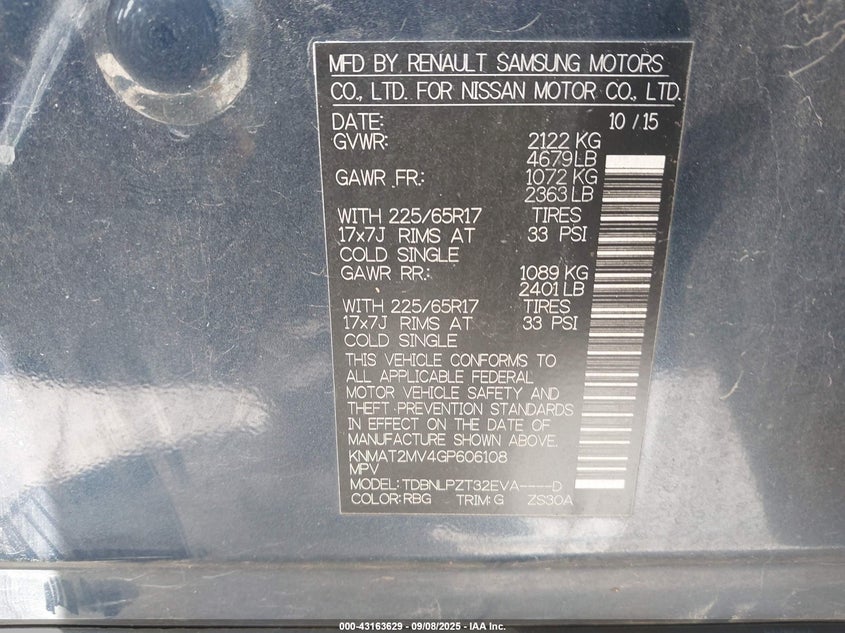 MFD BY RENAULT SAMSUNG MOTORS
CO., LTD. FOR NISSAN MOTOR CO., LTD.
DATE: 10 / 15
GVWR: 2122 KG
4679 LB
GAWR FR.: 1072 KG
2363 LB
WITH 225/65R17 TIRES
17x7J RIMS AT 33 PSI
COLD SINGLE
GAWR RR.: 1089 KG
2401 LB
WITH 225/65R17 TIRES
17x7J RIMS AT 33 PSI
COLD SINGLE
THIS VEHICLE CONFORMS TO
ALL APPLICABLE FEDERAL
MOTOR VEHICLE SAFETY AND
THEFT PREVENTION STANDARDS
IN EFFECT ON THE DATE OF
MANUFACTURE SHOWN ABOVE.
KNMAT2MV4GP606108
MPV
MODEL: TDBNLPZT32EVA----D
COLOR: RBG TRIM: G ZS30A
000-43163629 - 09/08/2025 - IAA Inc.